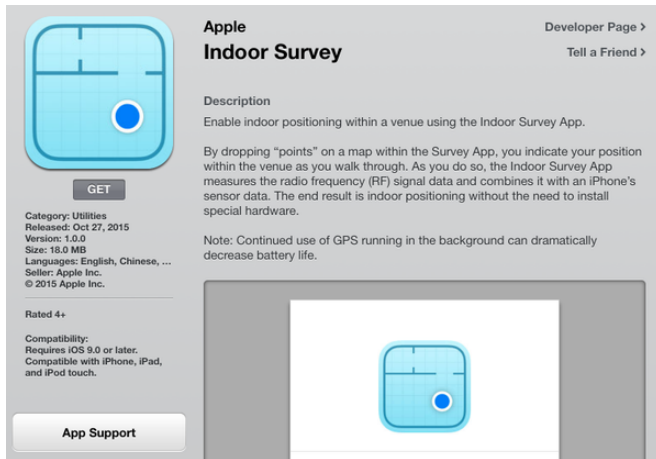 Apple
Developer Page >
Indoor Survey
Tell a Friend >
Description
Enable indoor positioning within a venue using the Indoor Survey App.
By dropping “points” on a map within the Survey App, you indicate your position
within the venue as you walk through. As you do so, the Indoor Survey App
measures the radio frequency (RF) signal data and combines it with an iPhone’s
sensor data. The end result is indoor positioning without the need to install
special hardware.
Note: Continued use of GPS running in the background can dramatically
decrease battery life.
GET
Category: Utilities
Released: Oct 27, 2015
Version: 1.0.0
Size: 18.0 MB
Languages: English, Chinese, ...
Seller: Apple Inc.
© 2015 Apple Inc.
Rated 4+
Compatibility:
Requires iOS 9.0 or later.
Compatible with iPhone, iPad,
and iPod touch.
App Support